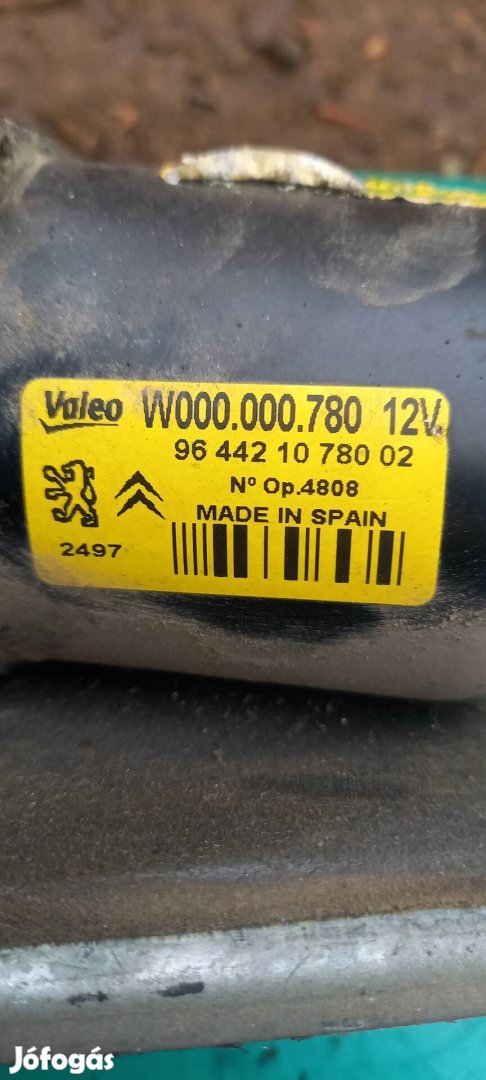 Valeo W000.000.780 12V.
96 442 10 780 02
Nº Op.4808
MADE IN SPAIN
2497
Jófogás